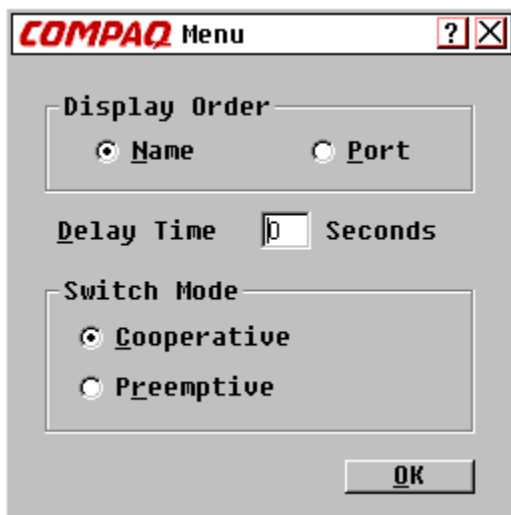 COMPAQ Menu ? X
Display Order
Name Port
Delay Time 0 Seconds
Switch Mode
Cooperative
Preemptive
OK